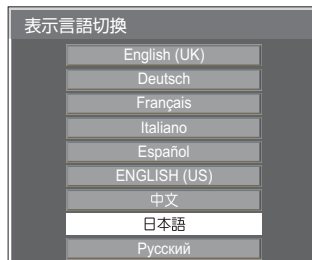 表示言語切換
English (UK)
Deutsch
Français
Italiano
Español
ENGLISH (US)
中文
日本語
Русский